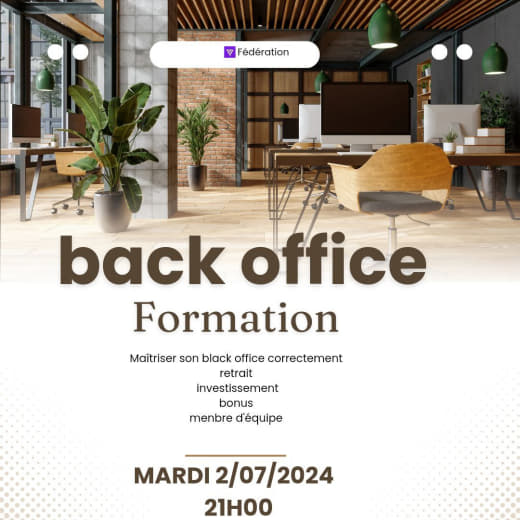 Fédération
back office
Formation
Maîtriser son black office correctement
retrait
investissement
bonus
menbre d'équipe
MARDI 2/07/2024
21H00